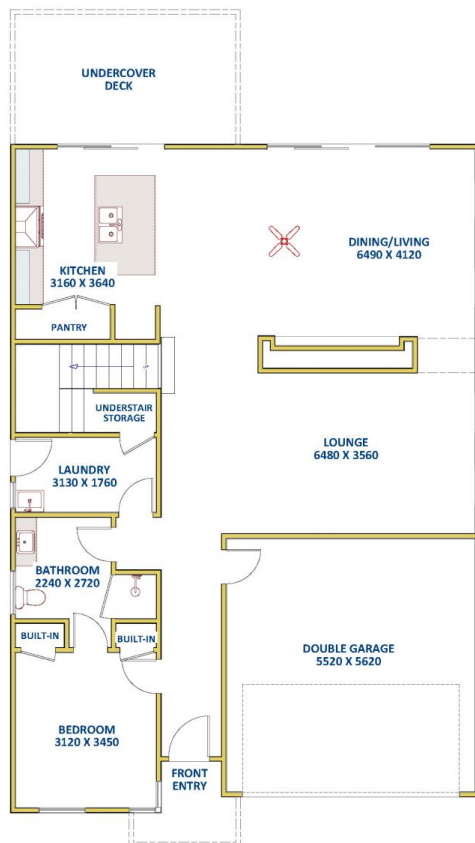 UNDERCOVER
DECK
DINING/LIVING
6490 X 4120
KITCHEN
3160 X 3640
PANTRY
UNDERSTAIR
STORAGE
LOUNGE
6480 X 3560
LAUNDRY
3130 X 1760
BATHROOM
2240 X 2720
BUILT-IN
BUILT-IN
DOUBLE GARAGE
5520 X 5620
BEDROOM
3120 X 3450
FRONT
ENTRY